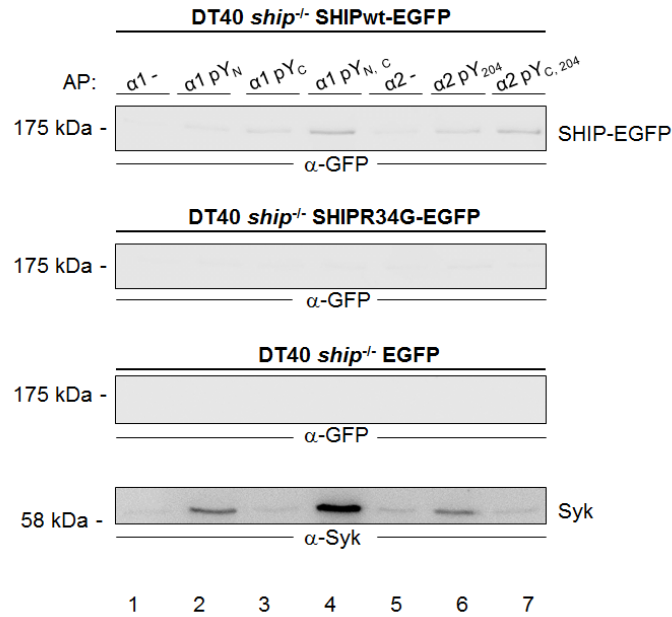 DT40 ship-/- SHIPwt-EGFP
AP: α1 - α1 pYN α1 pYC α1 pYN, C α2 - α2 pY204 α2 pYC, 204
175 kDa - SHIP-EGFP
α-GFP
DT40 ship-/- SHIPR34G-EGFP
175 kDa -
α-GFP
DT40 ship-/- EGFP
175 kDa -
α-GFP
58 kDa - Syk
α-Syk
1 2 3 4 5 6 7